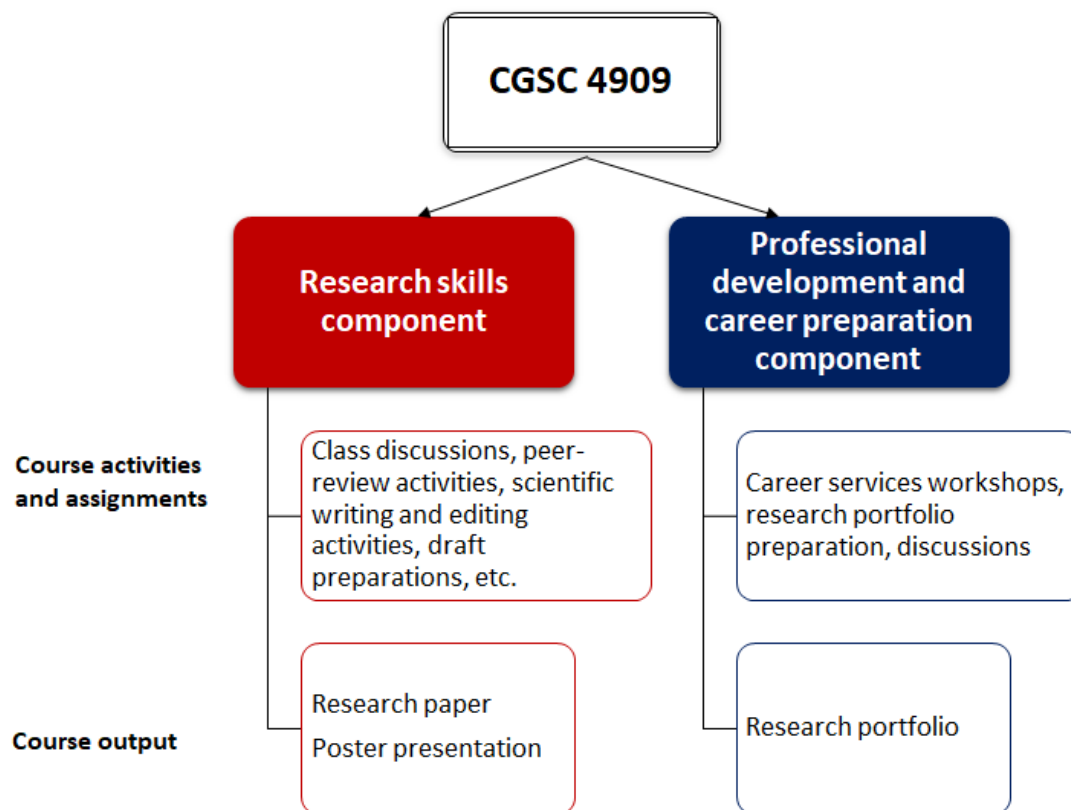 CGSC 4909
Research skills
component
Professional
development and
career preparation
component
Course activities
and assignments
Class discussions, peer-
review activities, scientific
writing and editing
activities, draft
preparations, etc.
Career services workshops,
research portfolio
preparation, discussions
Course output
Research paper
Poster presentation
Research portfolio